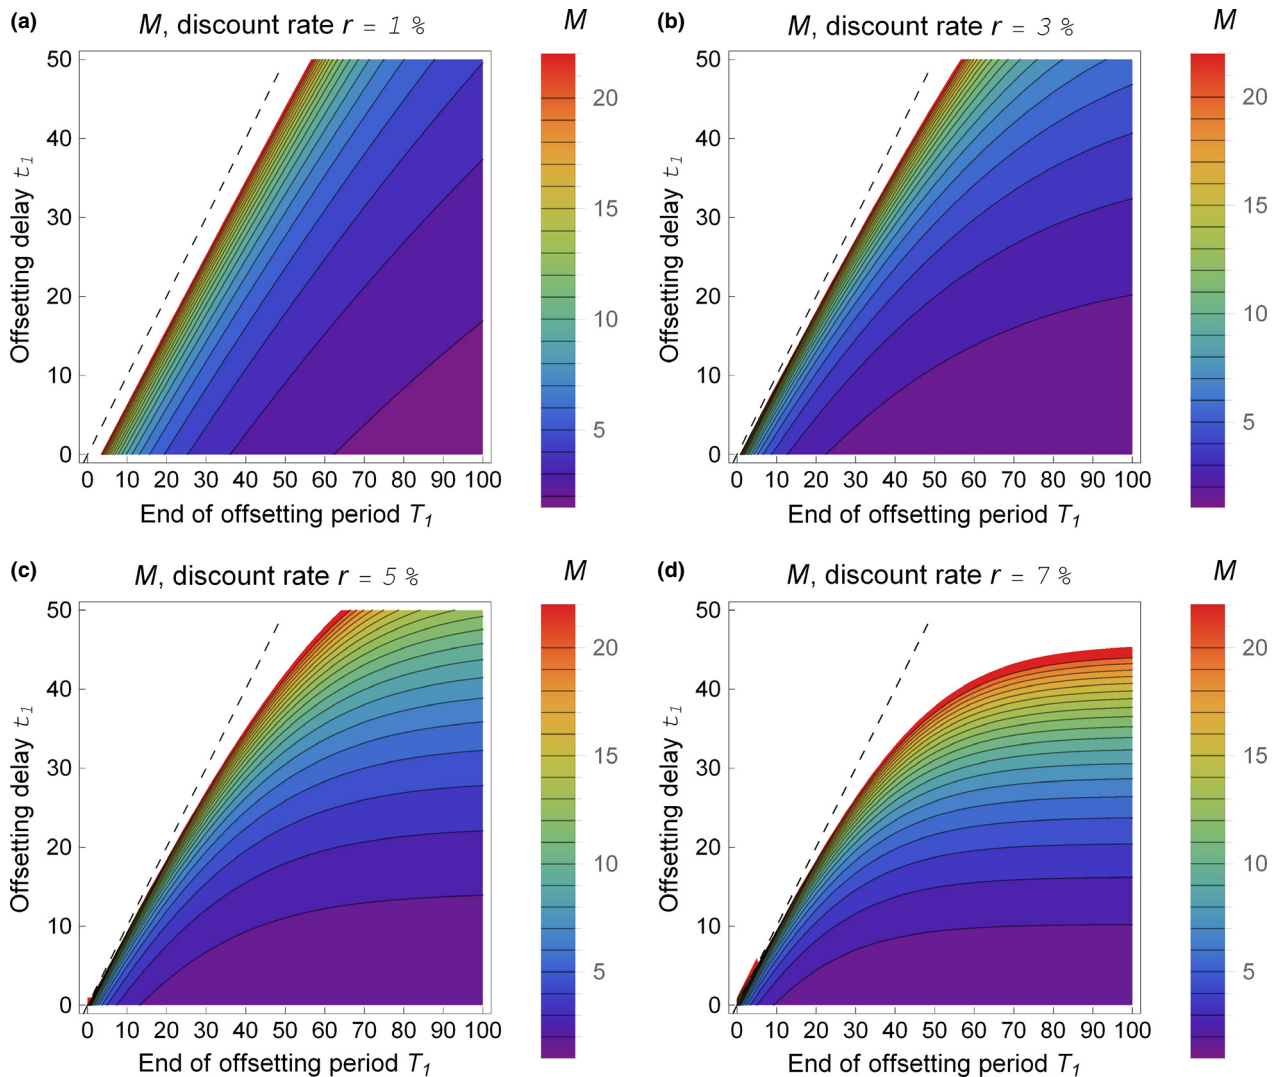 (a)
M, discount rate r = 1 %
M
50
40
30
20
10
0
Offsetting delay t1
0 10 20 30 40 50 60 70 80 90 100
End of offsetting period T1
20
15
10
5
(b)
M, discount rate r = 3 %
M
50
40
30
20
10
0
Offsetting delay t1
0 10 20 30 40 50 60 70 80 90 100
End of offsetting period T1
20
15
10
5
(c)
M, discount rate r = 5 %
M
50
40
30
20
10
0
Offsetting delay t1
0 10 20 30 40 50 60 70 80 90 100
End of offsetting period T1
20
15
10
5
(d)
M, discount rate r = 7 %
M
50
40
30
20
10
0
Offsetting delay t1
0 10 20 30 40 50 60 70 80 90 100
End of offsetting period T1
20
15
10
5